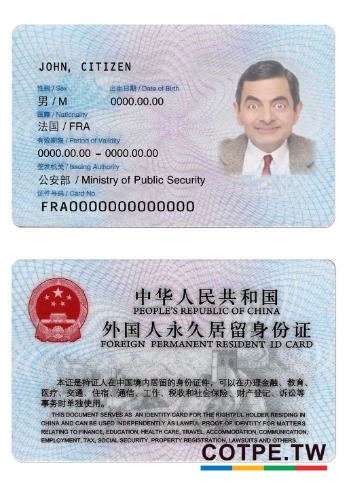 JOHN, CITIZEN
性别 / Sex 出生日期 / Date of Birth
男 / M 0000.00.00
国籍 / Nationality
法国 / FRA
有效期限 / Period of Validity
0000.00.00 – 0000.00.00
签发机关 / Issuing Authority
公安部 / Ministry of Public Security
证件号码 / Card No.
FRA0000000000000
中华人民共和国
PEOPLE'S REPUBLIC OF CHINA
外国人永久居留身份证
FOREIGN PERMANENT RESIDENT ID CARD
本证是持证人在中国境内居留的身份证件，可以在办理金融、教育、
医疗、交通、住宿、通信、工作、税收和社会保险、财产登记、诉讼等
事务时单独使用。
THIS DOCUMENT SERVES AS AN IDENTITY CARD FOR THE RIGHTFUL HOLDER RESIDING IN
CHINA AND CAN BE USED INDEPENDENTLY AS LAWFUL PROOF OF IDENTITY FOR MATTERS
RELATING TO FINANCE, EDUCATION, HEALTH CARE, TRAVEL, ACCOMMODATION, COMMUNICATION,
EMPLOYMENT, TAX, SOCIAL SECURITY, PROPERTY REGISTRATION, LAWSUITS AND OTHERS.
COTPE.TW